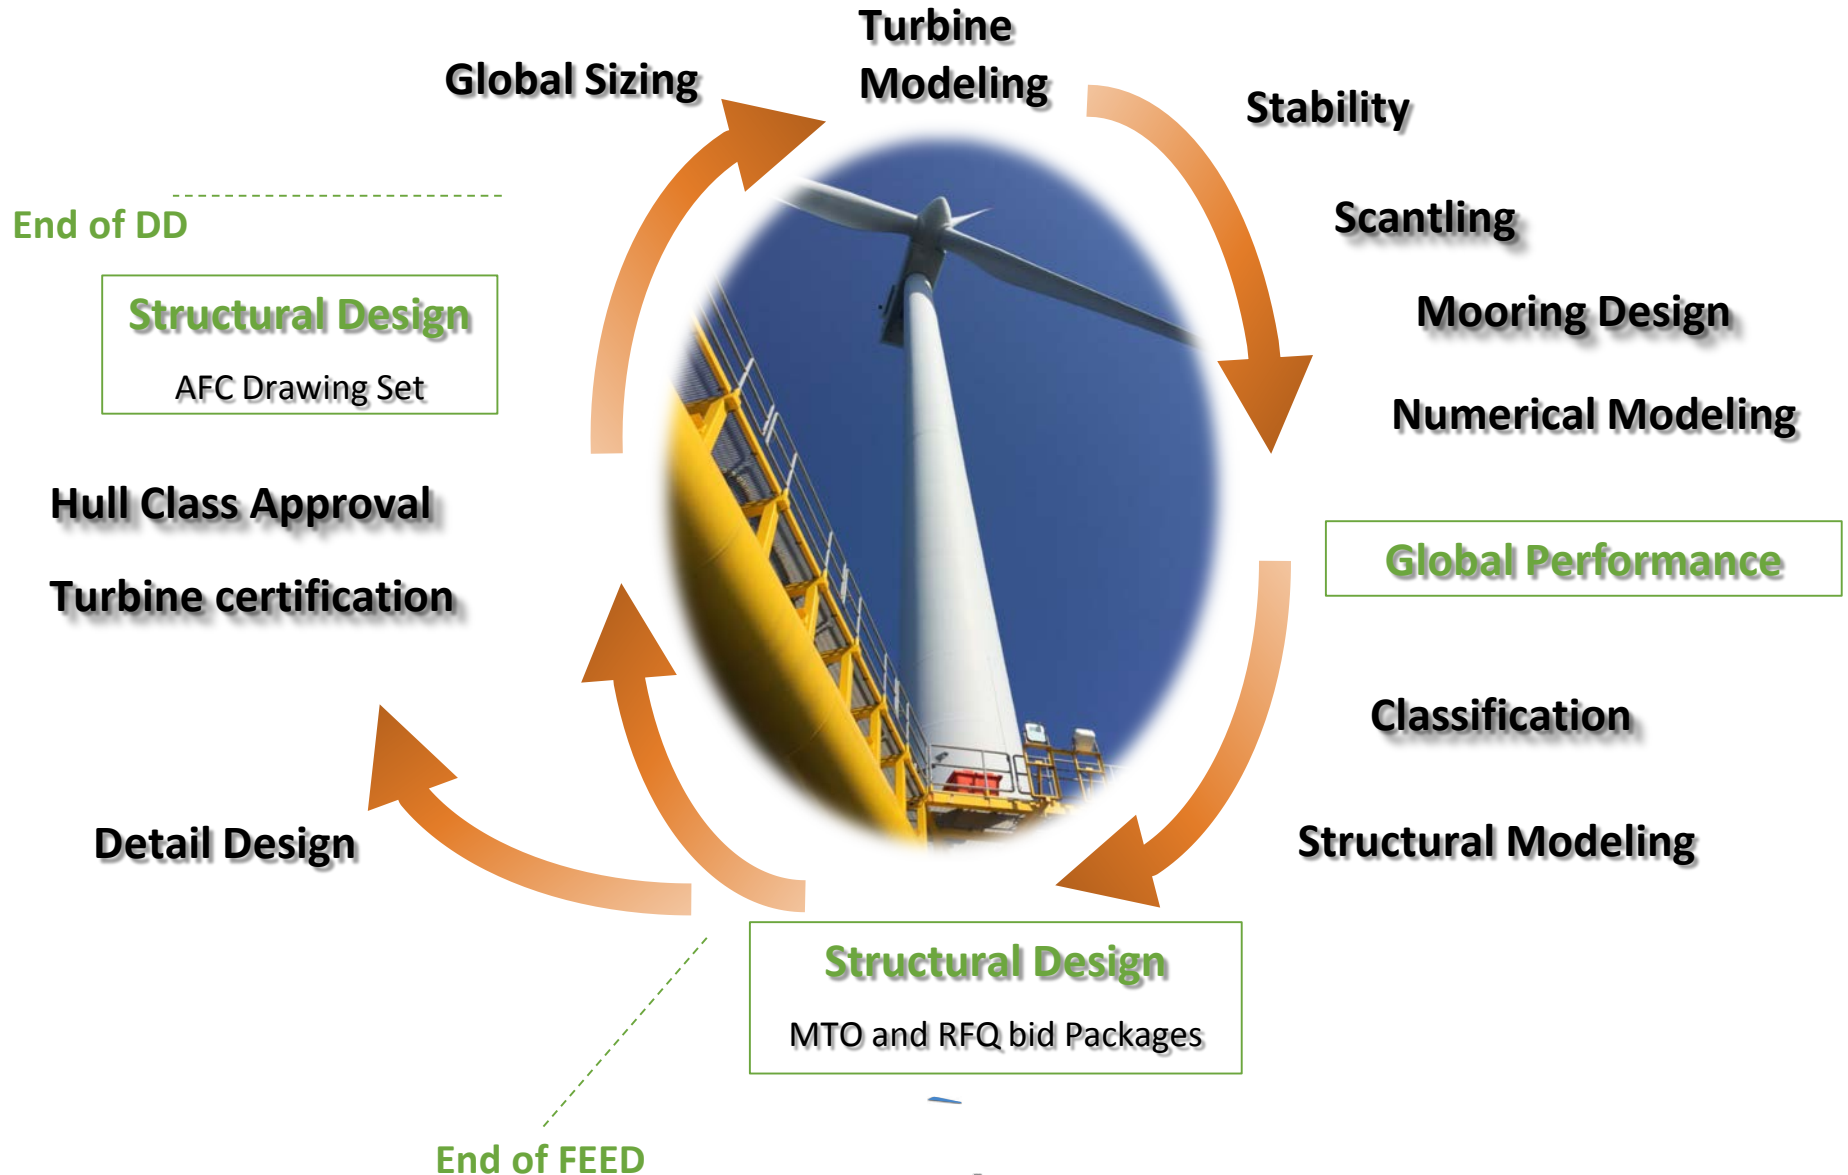 Turbine
Modeling
Global Sizing
Stability
Scantling
Mooring Design
Numerical Modeling
Global Performance
Classification
Structural Modeling
Structural Design
MTO and RFQ bid Packages
End of FEED
Detail Design
Turbine certification
Hull Class Approval
Structural Design
AFC Drawing Set
End of DD